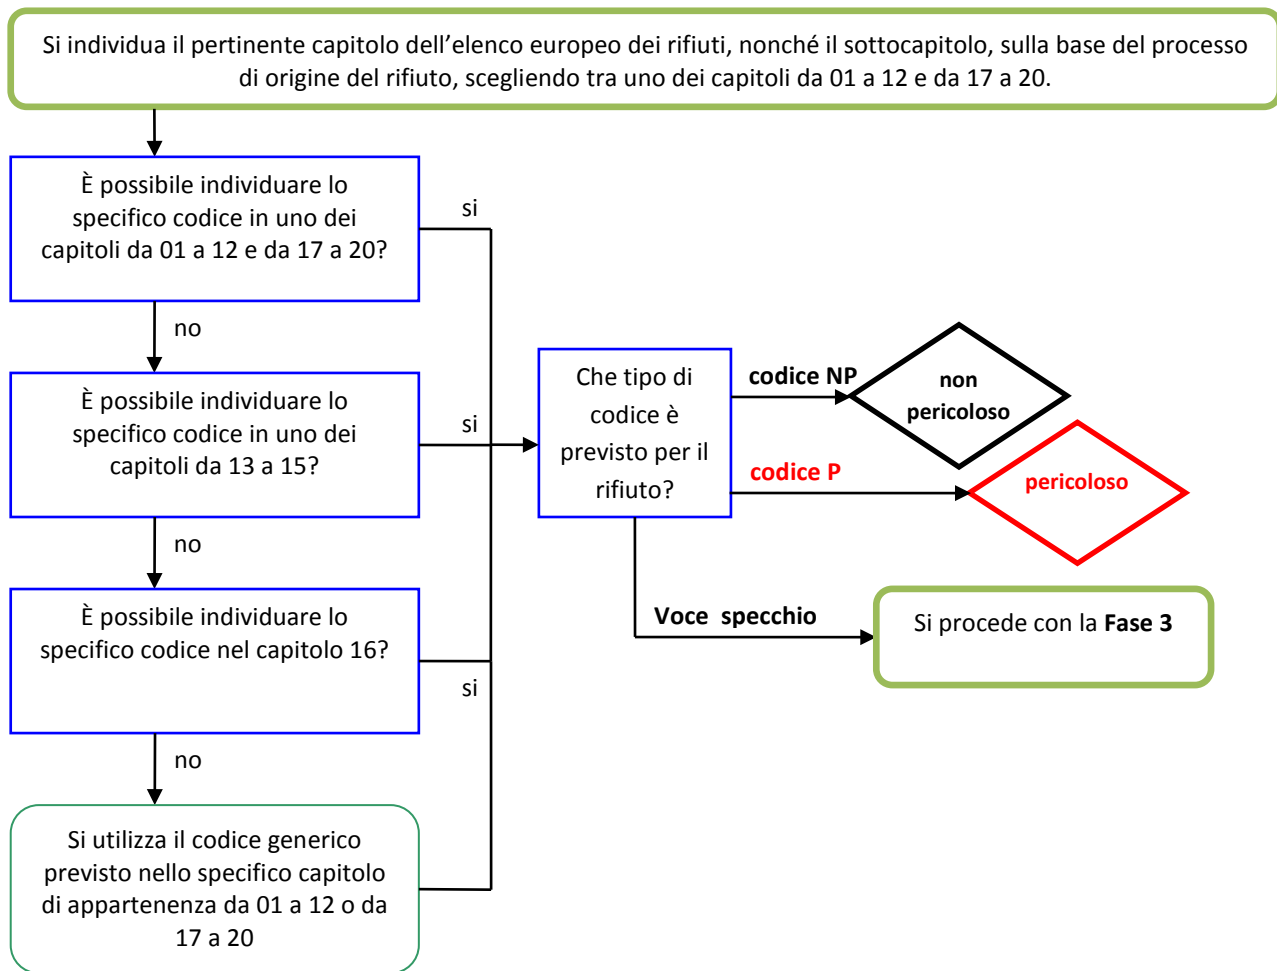 Si individua il pertinente capitolo dell’elenco europeo dei rifiuti, nonché il sottocapitolo, sulla base del processo
di origine del rifiuto, scegliendo tra uno dei capitoli da 01 a 12 e da 17 a 20.
È possibile individuare lo
specifico codice in uno dei
capitoli da 01 a 12 e da 17 a 20?
si
no
È possibile individuare lo
specifico codice in uno dei
capitoli da 13 a 15?
si
no
È possibile individuare lo
specifico codice nel capitolo 16?
si
no
Si utilizza il codice generico
previsto nello specifico capitolo
di appartenenza da 01 a 12 o da
17 a 20
Che tipo di
codice è
previsto per il
rifiuto?
codice NP
non
pericoloso
codice P
pericoloso
Voce specchio
Si procede con la Fase 3